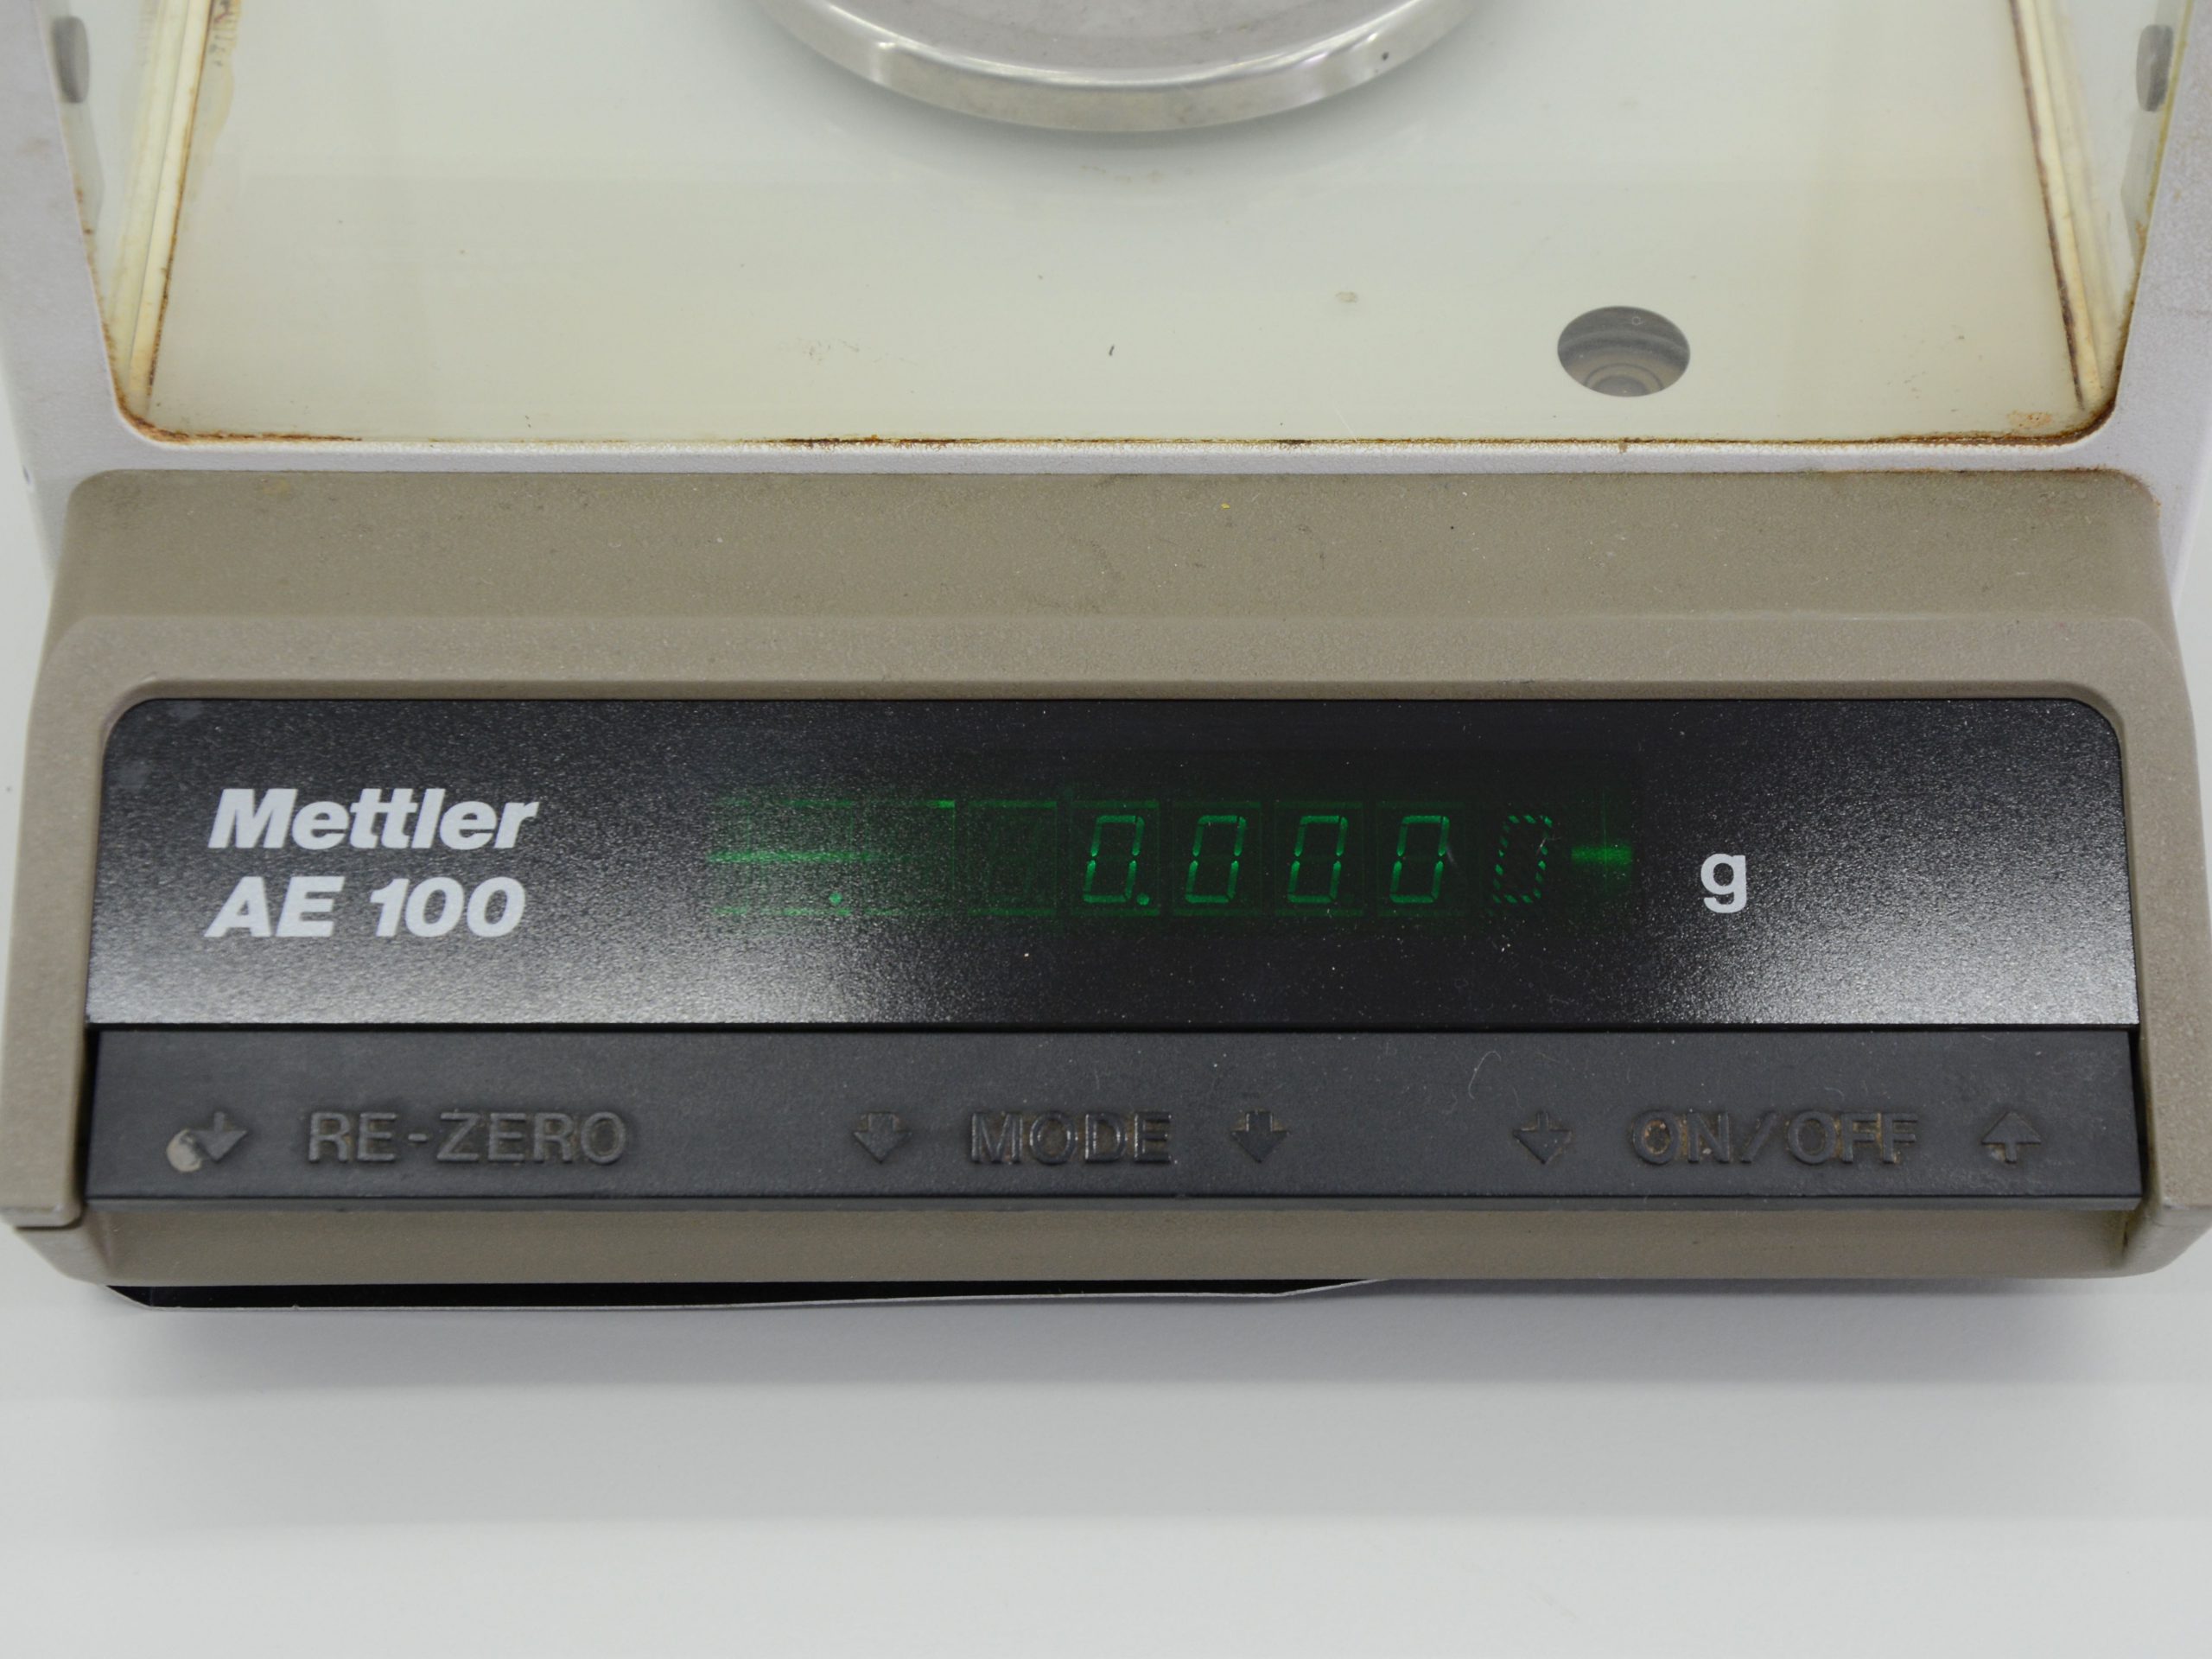 Mettler
AE 100
0.0000 g
RE-ZERO MODE ON/OFF